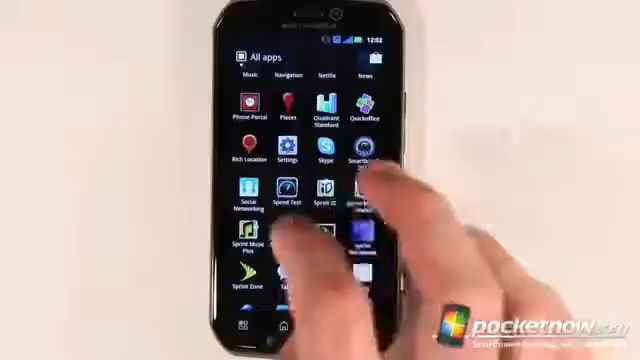 MOTOROLA
12:02
All apps
Music Navigation Netflix News
Phone Portal Places Quadrant Standard Quickoffice
Rich Location Settings Skype
Social Networking Speed Test Sprint ID
Sprint Music Plus
Sprint Zone
pocketnow.com